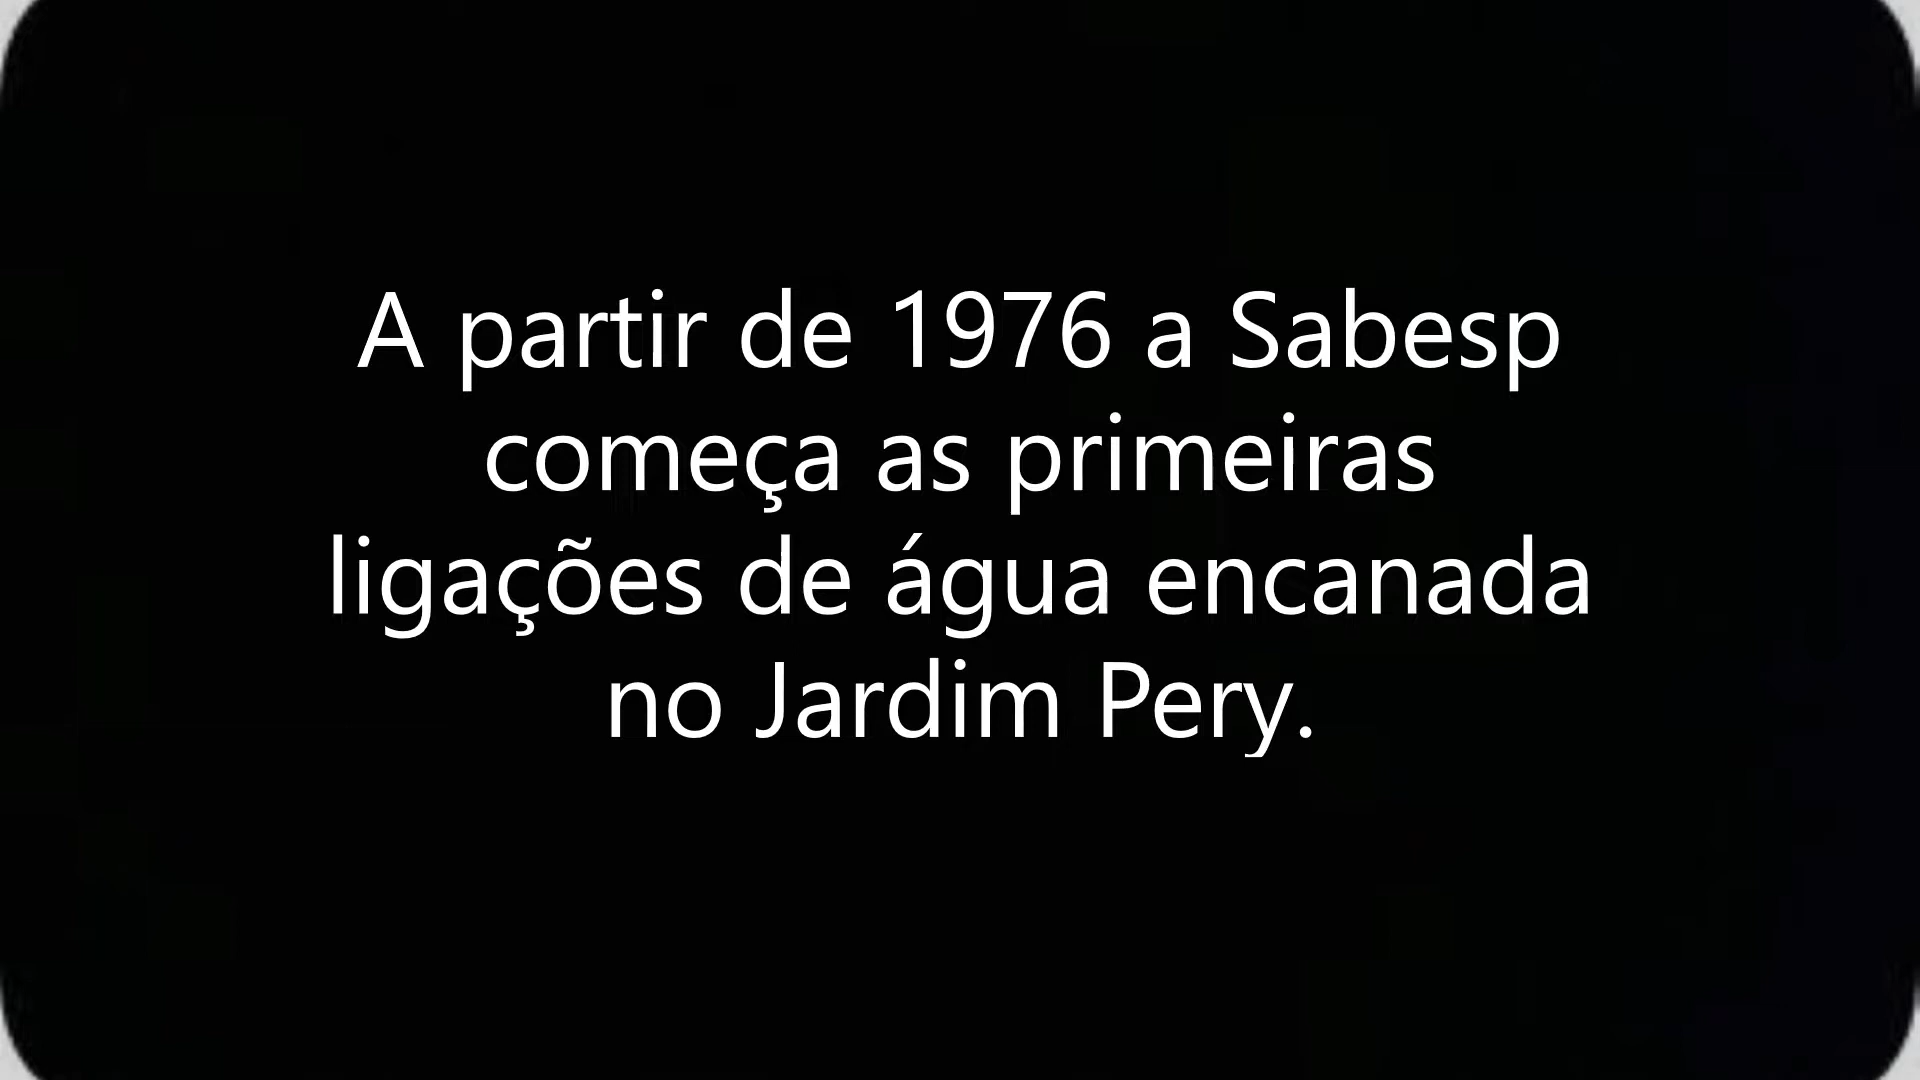 A partir de 1976 a Sabesp
começa as primeiras
ligações de água encanada
no Jardim Pery.